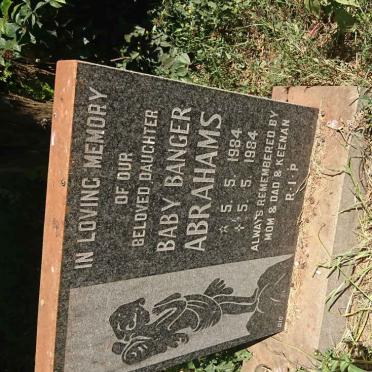 IN LOVING MEMORY
OF OUR
BELOVED DAUGHTER
BABY BANGER
ABRAHAMS
☆ 5. 5. 1984
✞ 5. 5. 1984
ALWAYS REMEMBERED BY
MOM & DAD & KEENAN
R.I.P